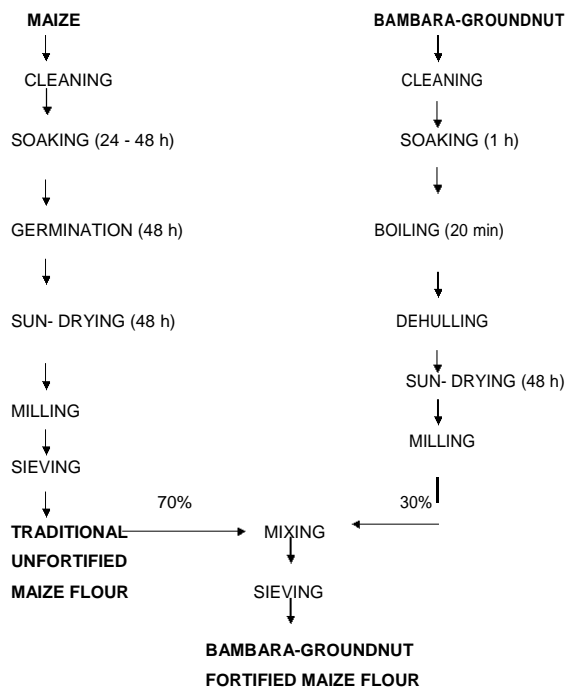 MAIZE
CLEANING
SOAKING (24 - 48 h)
GERMINATION (48 h)
SUN- DRYING (48 h)
MILLING
SIEVING
TRADITIONAL
UNFORTIFIED
MAIZE FLOUR
70%
BAMBARA-GROUNDNUT
CLEANING
SOAKING (1 h)
BOILING (20 min)
DEHULLING
SUN- DRYING (48 h)
MILLING
30%
MIXING
SIEVING
BAMBARA-GROUNDNUT
FORTIFIED MAIZE FLOUR